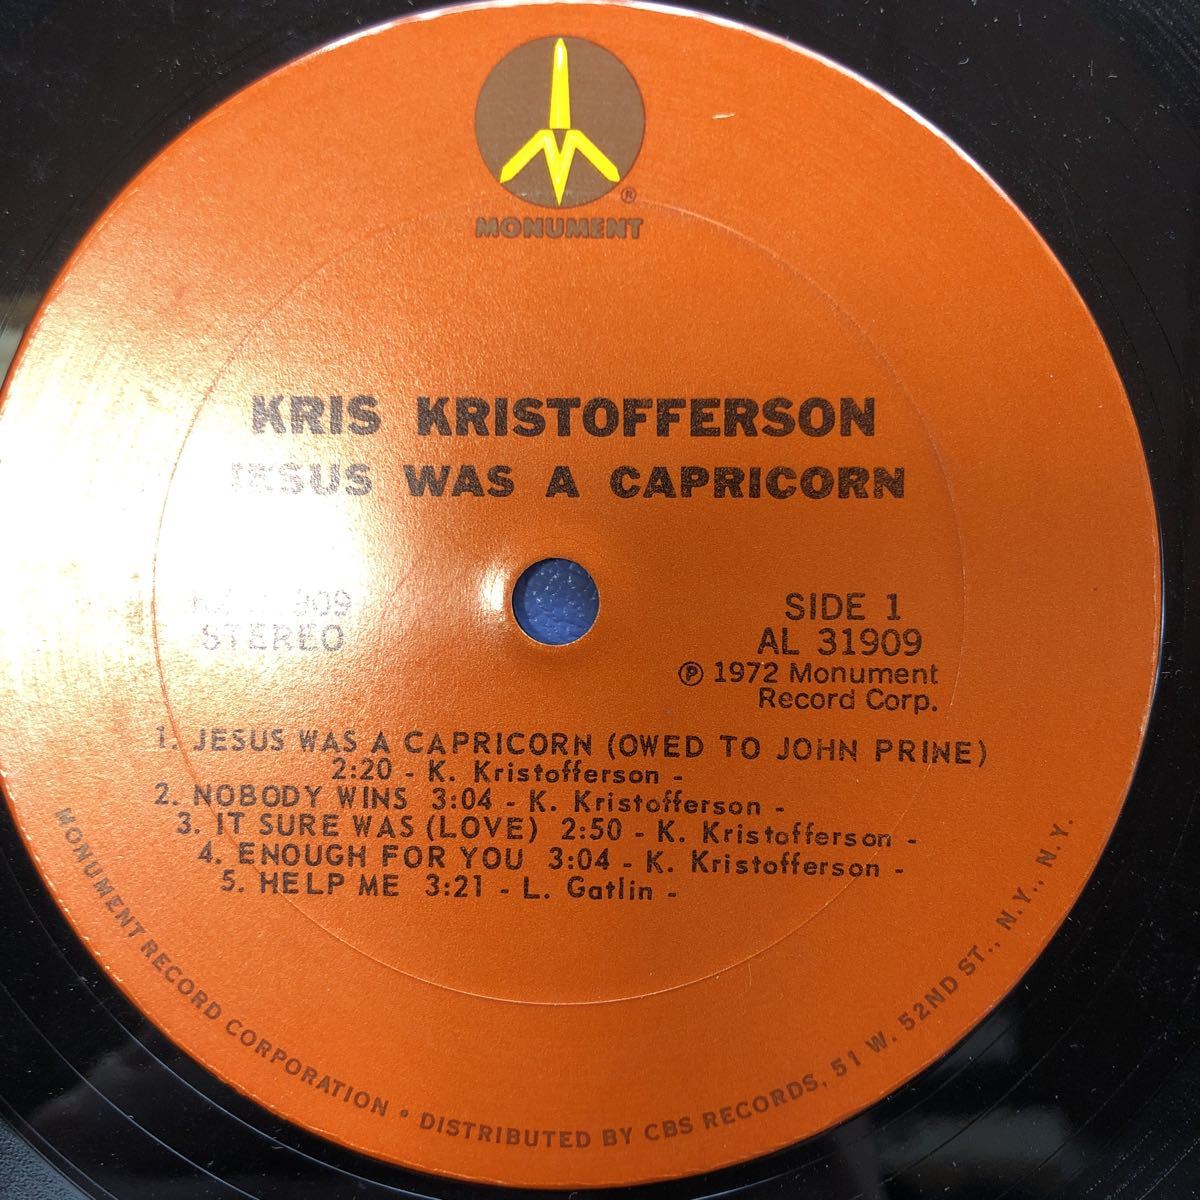 ®
MONUMENT
KRIS KRISTOFFERSON
JESUS WAS A CAPRICORN
STEREO
SIDE 1
AL 31909
℗ 1972 Monument
Record Corp.
1. JESUS WAS A CAPRICORN (OWED TO JOHN PRINE)
2:20 - K. Kristofferson -
2. NOBODY WINS 3:04 - K. Kristofferson -
3. IT SURE WAS (LOVE) 2:50 - K. Kristofferson -
4. ENOUGH FOR YOU 3:04 - K. Kristofferson -
5. HELP ME 3:21 - L. Gatlin -
MONUMENT RECORD CORPORATION • DISTRIBUTED BY CBS RECORDS, 51 W. 52ND ST., N.Y., N.Y.